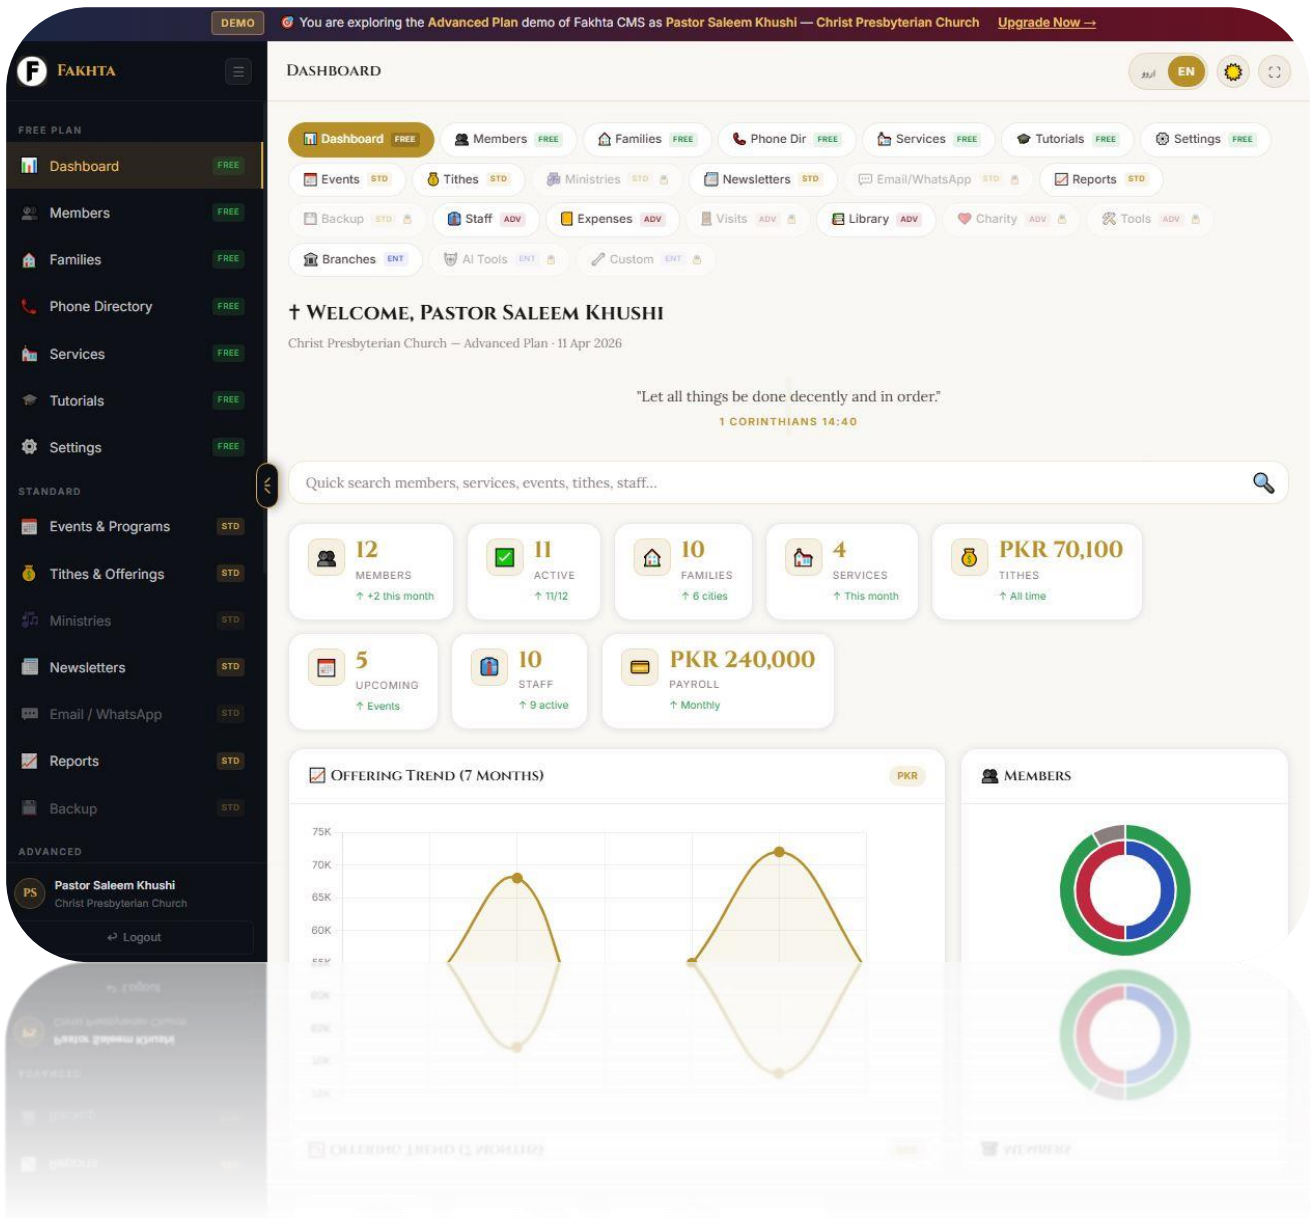 DEMO
🎯 You are exploring the Advanced Plan demo of Fakhta CMS as Pastor Saleem Khushi — Christ Presbyterian Church Upgrade Now →
F FAKHTA
DASHBOARD
اردو EN
FREE PLAN
Dashboard FREE
Members FREE
Families FREE
Phone Directory FREE
Services FREE
Tutorials FREE
Settings FREE
STANDARD
Events & Programs STD
Tithes & Offerings STD
Ministries STD
Newsletters STD
Email / WhatsApp STD
Reports STD
Backup STD
ADVANCED
PS Pastor Saleem Khushi
Christ Presbyterian Church
↩ Logout
Dashboard FREE Members FREE Families FREE Phone Dir FREE Services FREE Tutorials FREE Settings FREE
Events STD Tithes STD Ministries STD Newsletters STD Email/WhatsApp STD Reports STD
Backup STD Staff ADV Expenses ADV Visits ADV Library ADV Charity ADV Tools ADV
Branches ENT AI Tools ENT Custom ENT
✝ WELCOME, PASTOR SALEEM KHUSHI
Christ Presbyterian Church — Advanced Plan · 11 Apr 2026
"Let all things be done decently and in order."
1 CORINTHIANS 14:40
Quick search members, services, events, tithes, staff...
12
MEMBERS
↑ +2 this month
11
ACTIVE
↑ 11/12
10
FAMILIES
↑ 6 cities
4
SERVICES
↑ This month
PKR 70,100
TITHES
↑ All time
5
UPCOMING
↑ Events
10
STAFF
↑ 9 active
PKR 240,000
PAYROLL
↑ Monthly
OFFERING TREND (7 MONTHS) PKR
75K
70K
65K
60K
55K
MEMBERS